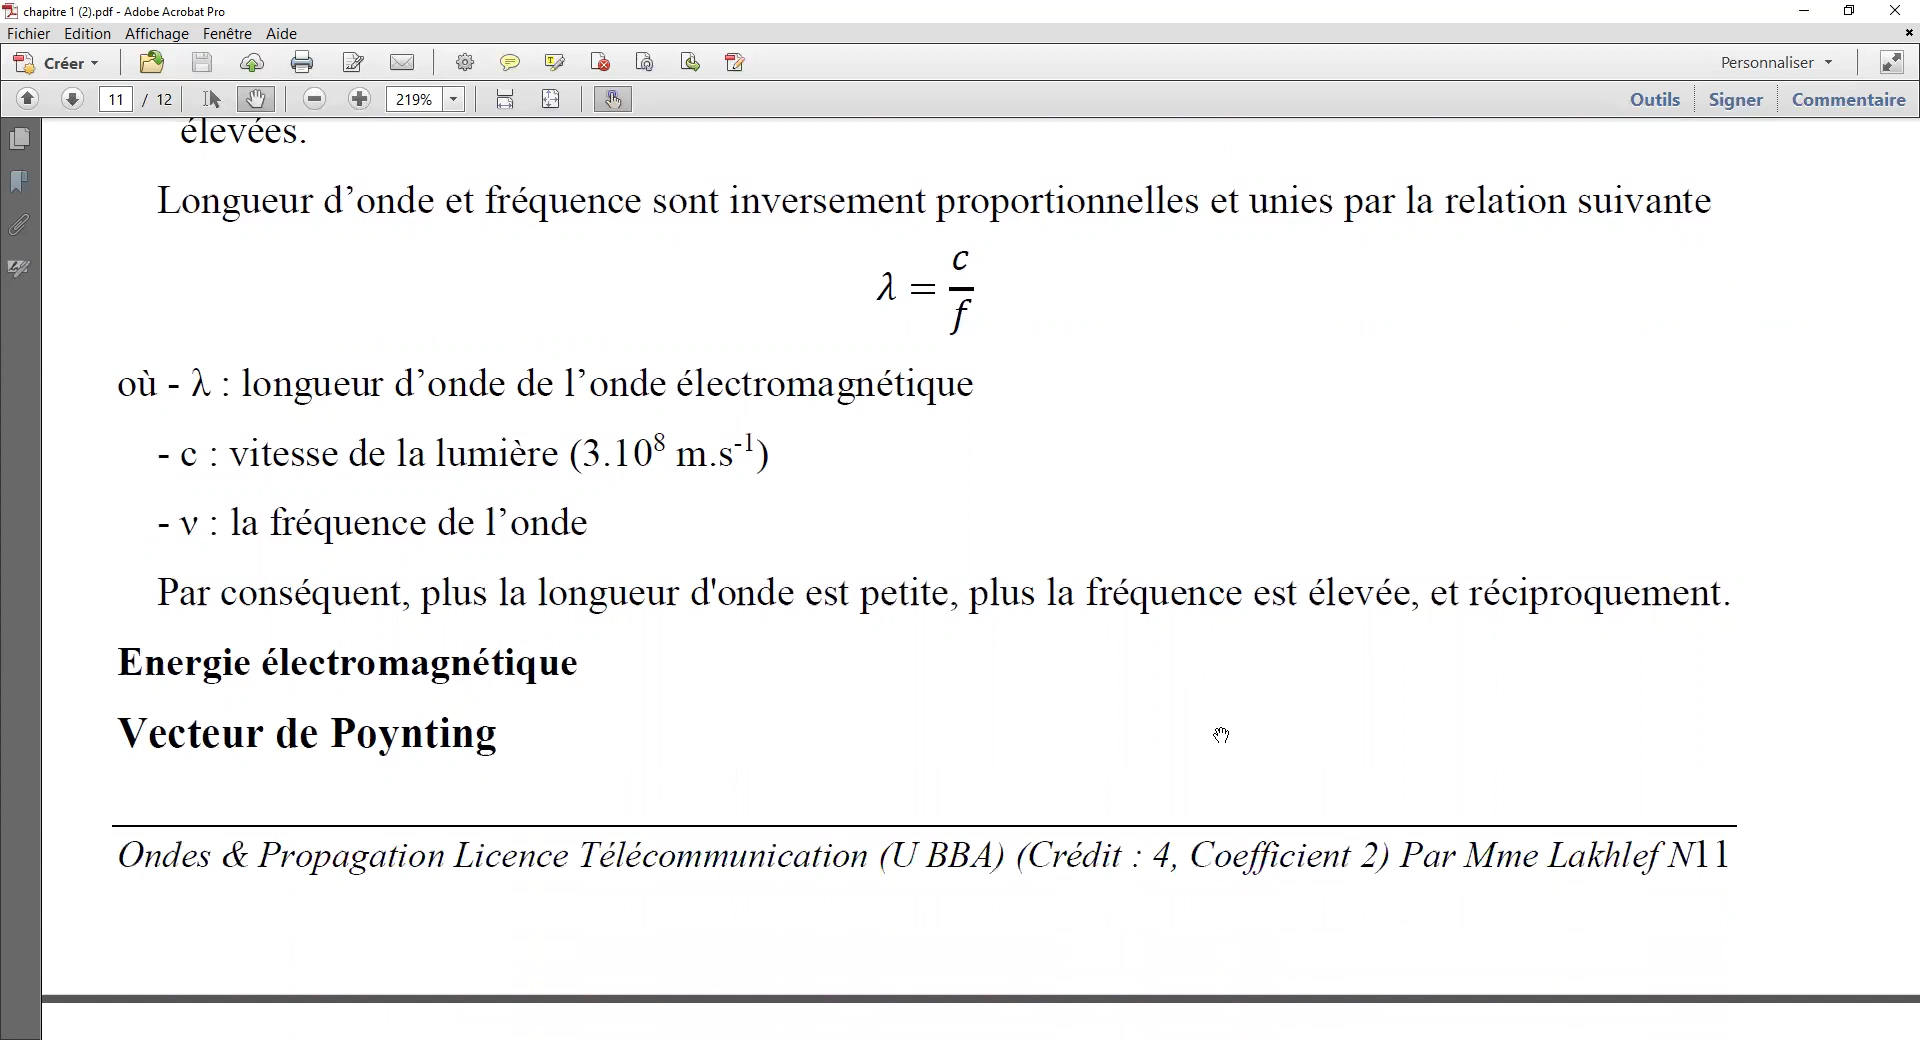 chapitre 1 (2).pdf - Adobe Acrobat Pro
Fichier Edition Affichage Fenêtre Aide
Créer Personnaliser
11 / 12 219% Outils Signer Commentaire
élevées.
Longueur d’onde et fréquence sont inversement proportionnelles et unies par la relation suivante
λ = c/f
où - λ : longueur d’onde de l’onde électromagnétique
- c : vitesse de la lumière (3.10⁸ m.s⁻¹)
- ν : la fréquence de l’onde
Par conséquent, plus la longueur d'onde est petite, plus la fréquence est élevée, et réciproquement.
Energie électromagnétique
Vecteur de Poynting
Ondes & Propagation Licence Télécommunication (U BBA) (Crédit : 4, Coefficient 2) Par Mme Lakhlef N11